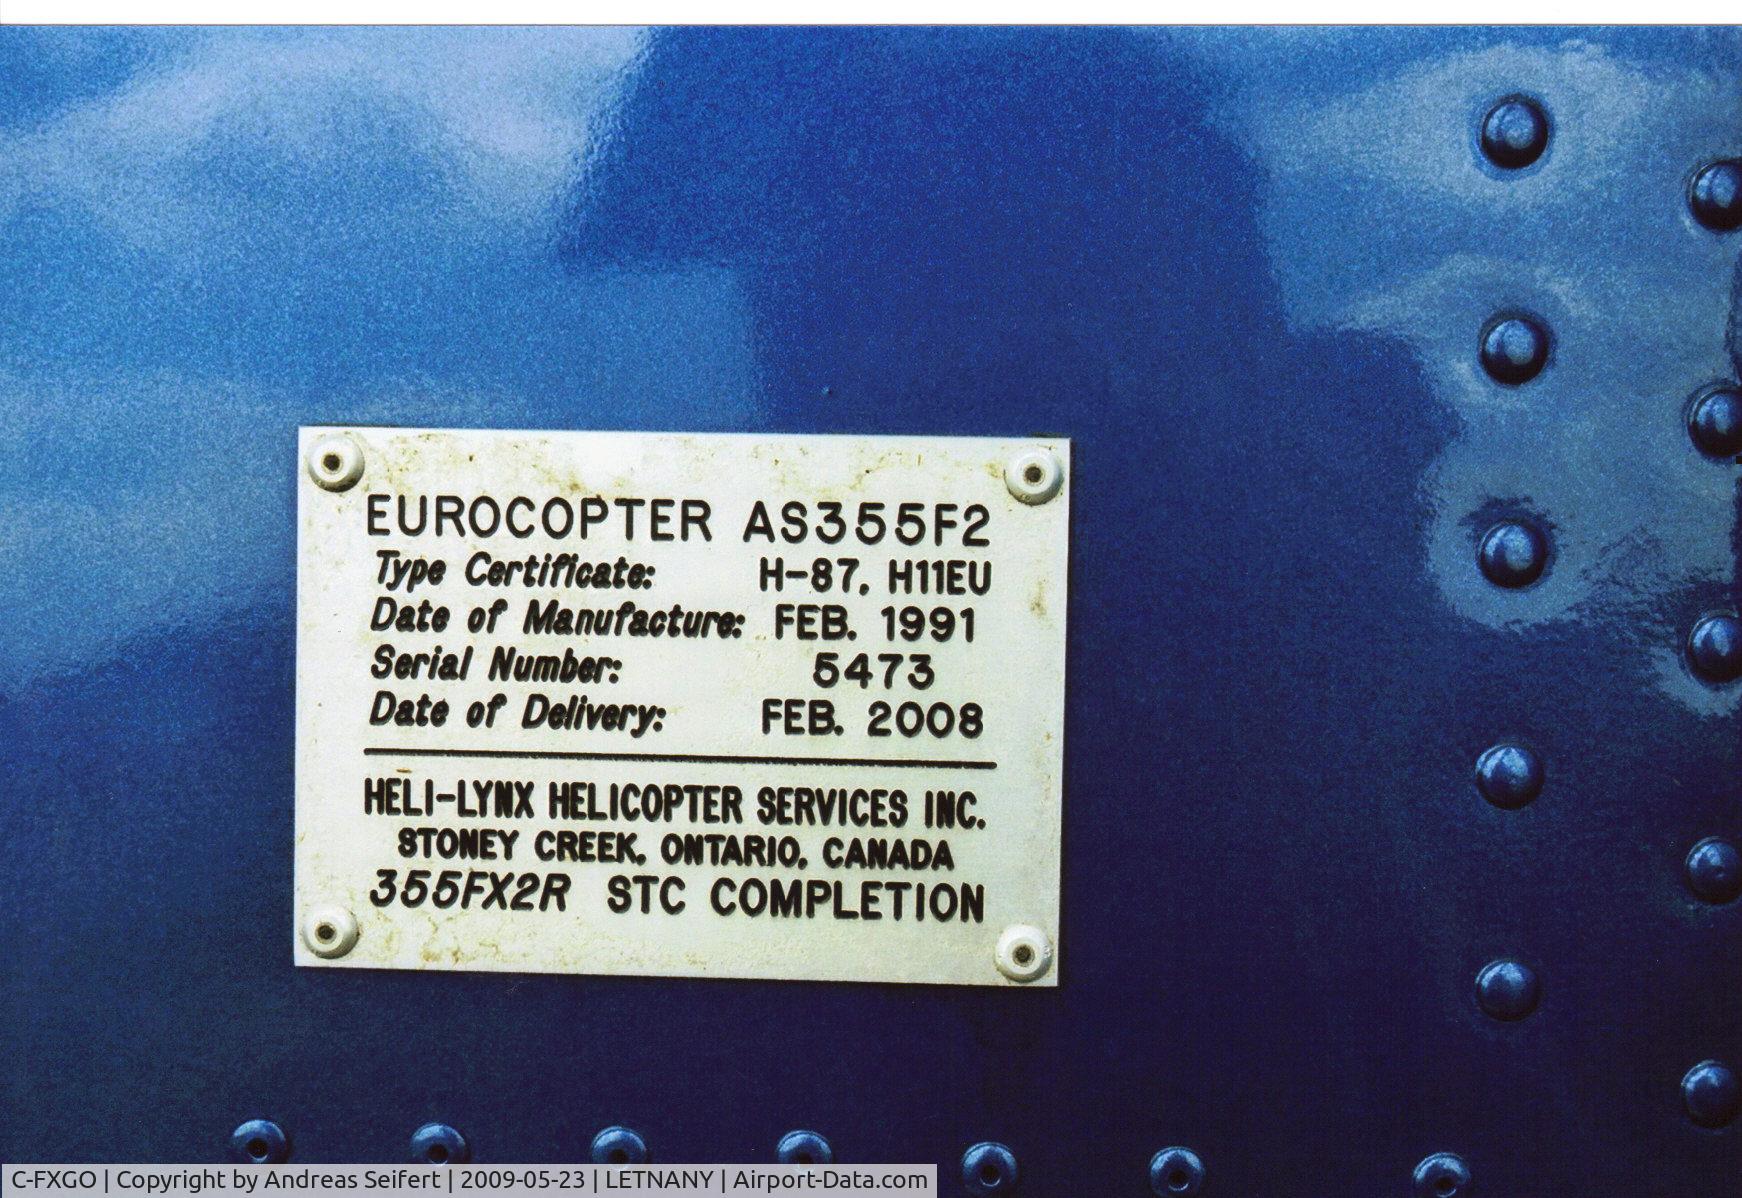 EUROCOPTER AS355F2
Type Certificate: H-87, H11EU
Date of Manufacture: FEB. 1991
Serial Number: 5473
Date of Delivery: FEB. 2008
HELI-LYNX HELICOPTER SERVICES INC.
STONEY CREEK, ONTARIO, CANADA
355FX2R STC COMPLETION
C-FXGO | Copyright by Andreas Seifert | 2009-05-23 | LETNANY | Airport-Data.com